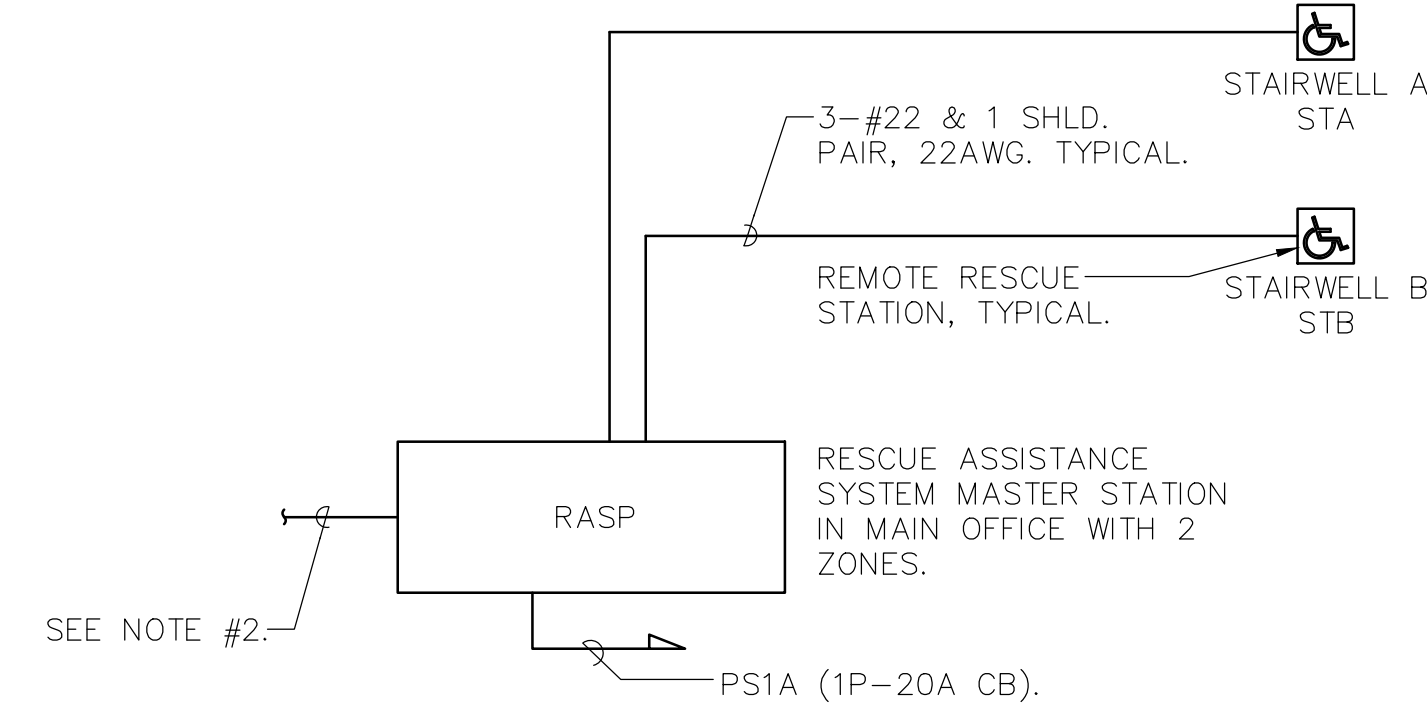 STAIRWELL A
STA
3-#22 & 1 SHLD.
PAIR, 22AWG. TYPICAL.
REMOTE RESCUE
STATION, TYPICAL.
STAIRWELL B
STB
RASP
RESCUE ASSISTANCE
SYSTEM MASTER STATION
IN MAIN OFFICE WITH 2
ZONES.
SEE NOTE #2.
PS1A (1P-20A CB).